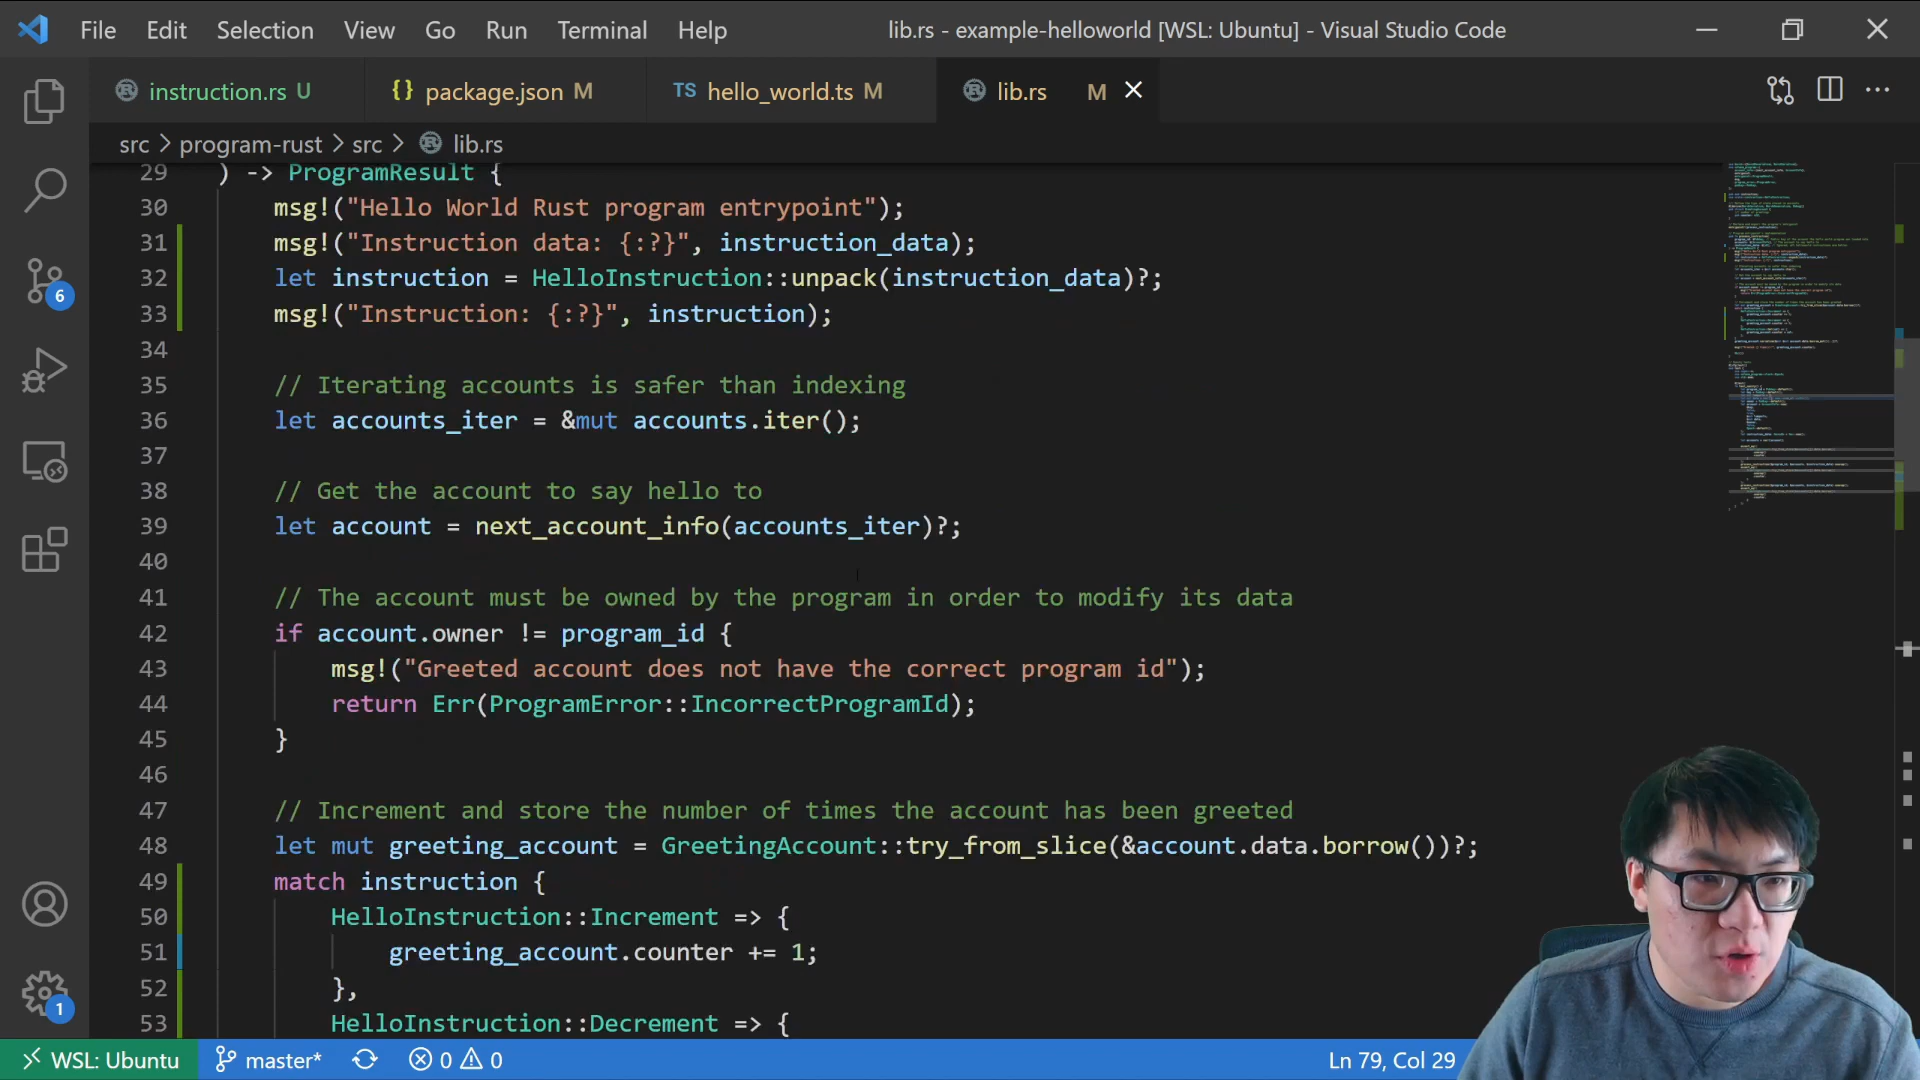 File Edit Selection View Go Run Terminal Help
lib.rs - example-helloworld [WSL: Ubuntu] - Visual Studio Code
instruction.rs U
{} package.json M
TS hello_world.ts M
lib.rs M
src > program-rust > src > lib.rs
29 ) -> ProgramResult {
30 msg!("Hello World Rust program entrypoint");
31 msg!("Instruction data: {:?}", instruction_data);
32 let instruction = HelloInstruction::unpack(instruction_data)?;
33 msg!("Instruction: {:?}", instruction);
34
35 // Iterating accounts is safer than indexing
36 let accounts_iter = &mut accounts.iter();
37
38 // Get the account to say hello to
39 let account = next_account_info(accounts_iter)?;
40
41 // The account must be owned by the program in order to modify its data
42 if account.owner != program_id {
43 msg!("Greeted account does not have the correct program id");
44 return Err(ProgramError::IncorrectProgramId);
45 }
46
47 // Increment and store the number of times the account has been greeted
48 let mut greeting_account = GreetingAccount::try_from_slice(&account.data.borrow())?;
49 match instruction {
50 HelloInstruction::Increment => {
51 greeting_account.counter += 1;
52 },
53 HelloInstruction::Decrement => {
6
1
WSL: Ubuntu
master*
0 0
Ln 79, Col 29